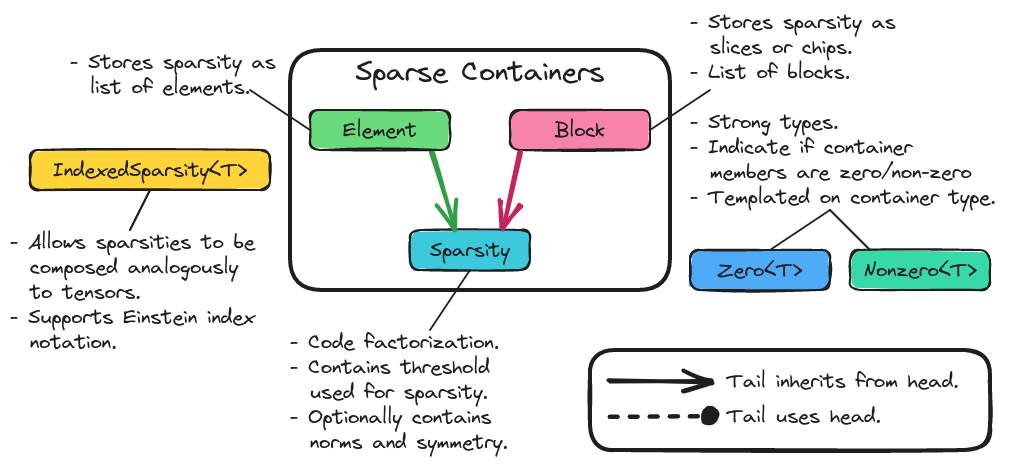 - Stores sparsity as
list of elements.
Sparse Containers
- Stores sparsity as
slices or chips.
- List of blocks.
Element
Block
- Strong types.
- Indicate if container
members are zero/non-zero
- Templated on container type.
IndexedSparsity<T>
- Allows sparsities to be
composed analogously
to tensors.
- Supports Einstein index
notation.
Sparsity
Zero<T>
Nonzero<T>
- Code factorization.
- Contains threshold
used for sparsity.
- Optionally contains
norms and symmetry.
Tail inherits from head.
Tail uses head.